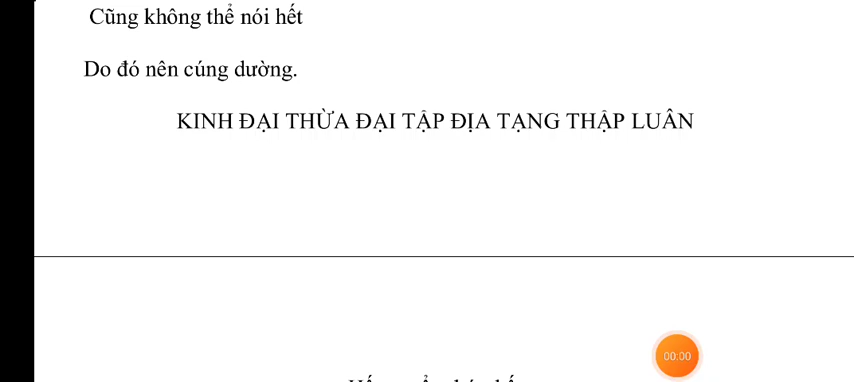 Cũng không thể nói hết
Do đó nên cúng dường.
KINH ĐẠI THỪA ĐẠI TẬP ĐỊA TẠNG THẬP LUÂN
00:00